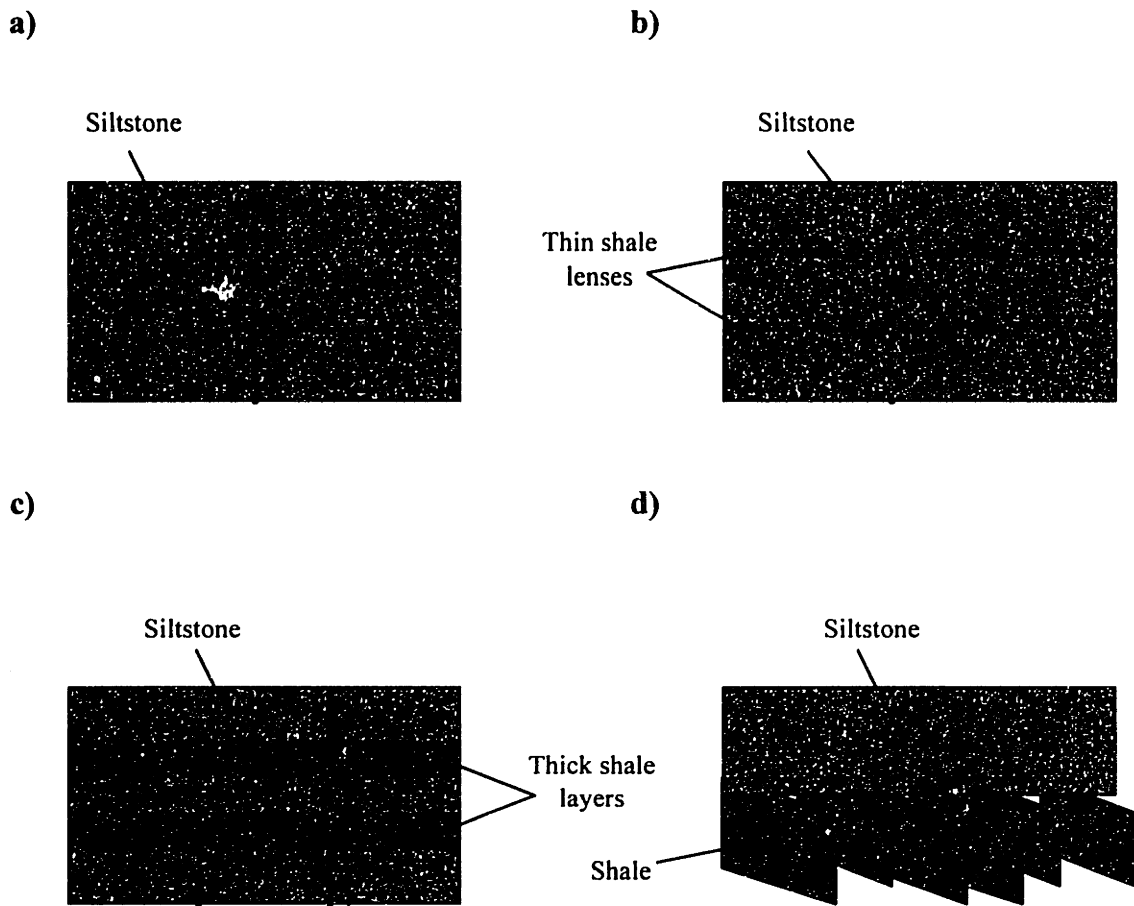 a)
b)
Siltstone
Siltstone
Thin shale
lenses
c)
d)
Siltstone
Siltstone
Thick shale
layers
Shale